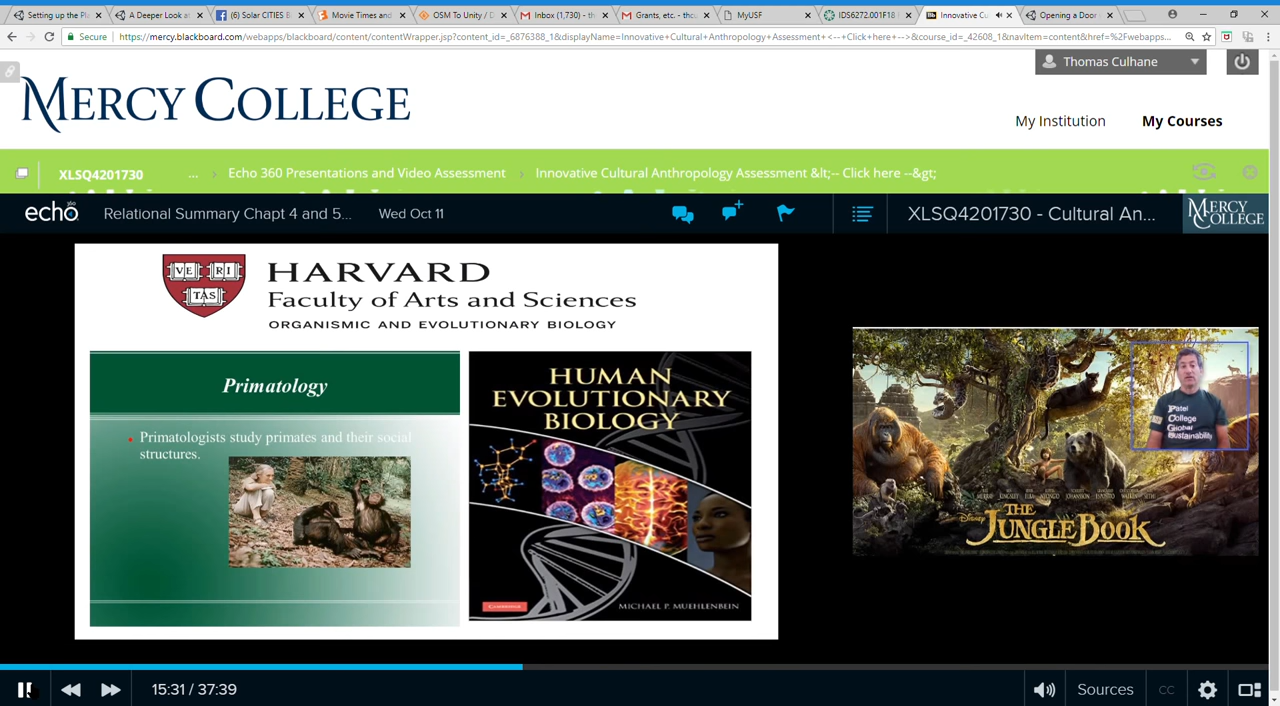 Setting up the Pla
A Deeper Look at
(6) Solar CITIES B
Movie Times and
OSM To Unity / D
Inbox (1,730) - th
Grants, etc. - thcu
MyUSF
IDS6272.001F18
Innovative Cu
Opening a Door
Secure
https://mercy.blackboard.com/webapps/blackboard/content/contentWrapper.jsp?content_id=_6876388_1&displayName=Innovative+Cultural+Anthropology+Assessment+<--+Click+here+-->&course_id=_42608_1&navItem=content&href=%2Fwebapps...
Thomas Culhane
MERCY COLLEGE
My Institution
My Courses
XLSQ4201730
...
Echo 360 Presentations and Video Assessment
Innovative Cultural Anthropology Assessment &lt;-- Click here --&gt;
echo
Relational Summary Chapt 4 and 5...
Wed Oct 11
XLSQ4201730 - Cultural An...
MERCY
COLLEGE
VE RI
TAS
HARVARD
Faculty of Arts and Sciences
ORGANISMIC AND EVOLUTIONARY BIOLOGY
Primatology
Primatologists study primates and their social
structures.
HUMAN
EVOLUTIONARY
BIOLOGY
CAMBRIDGE
MICHAEL P. MUEHLENBEIN
Patel
College
Global
Sustainability
Disney
THE
JUNGLE BOOK
15:31 / 37:39
Sources
CC